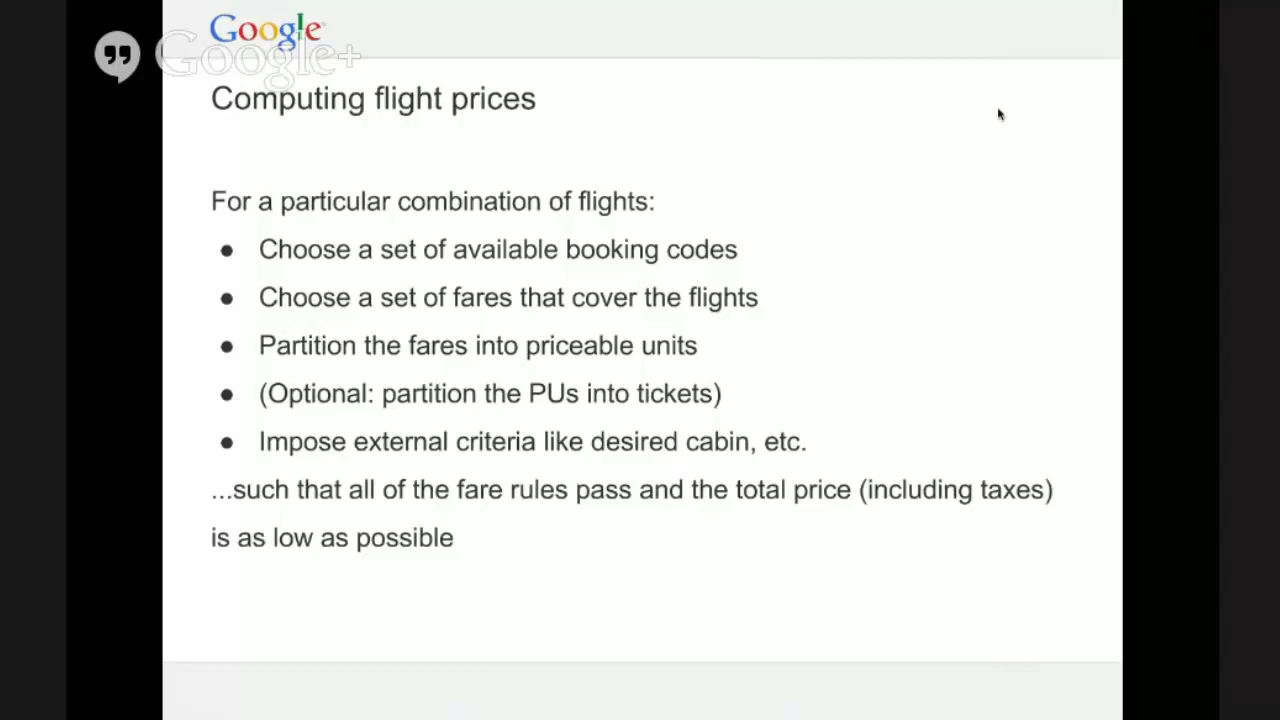 Google
Google+
Computing flight prices
For a particular combination of flights:
● Choose a set of available booking codes
● Choose a set of fares that cover the flights
● Partition the fares into priceable units
● (Optional: partition the PUs into tickets)
● Impose external criteria like desired cabin, etc.
...such that all of the fare rules pass and the total price (including taxes)
is as low as possible